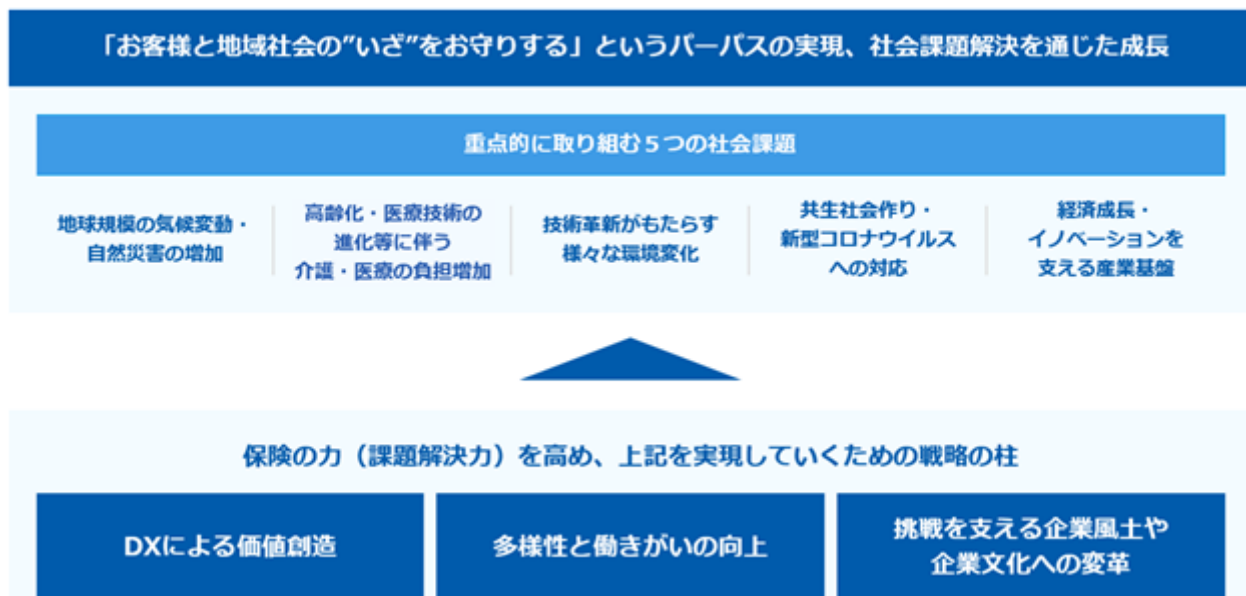 「お客様と地域社会の”いざ”をお守りする」というパーパスの実現、社会課題解決を通じた成長
重点的に取り組む５つの社会課題
地球規模の気候変動・
自然災害の増加
高齢化・医療技術の
進化等に伴う
介護・医療の負担増加
技術革新がもたらす
様々な環境変化
共生社会作り・
新型コロナウイルス
への対応
経済成長・
イノベーションを
支える産業基盤
保険の力（課題解決力）を高め、上記を実現していくための戦略の柱
DXによる価値創造
多様性と働きがいの向上
挑戦を支える企業風土や
企業文化への変革